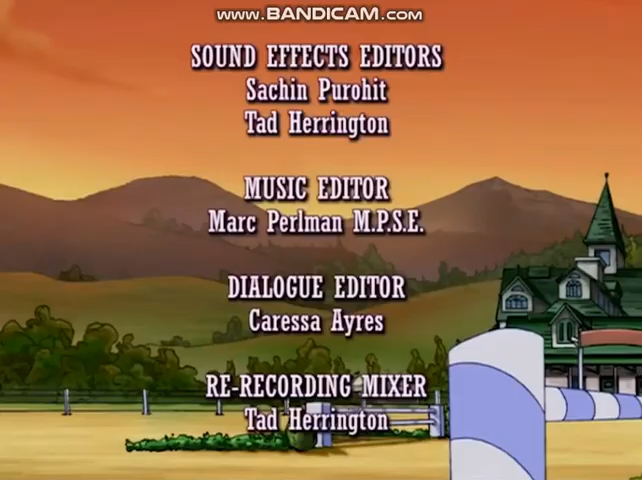 www.BANDICAM.com
SOUND EFFECTS EDITORS
Sachin Purohit
Tad Herrington
MUSIC EDITOR
Marc Perlman M.P.S.E.
DIALOGUE EDITOR
Caressa Ayres
RE-RECORDING MIXER
Tad Herrington